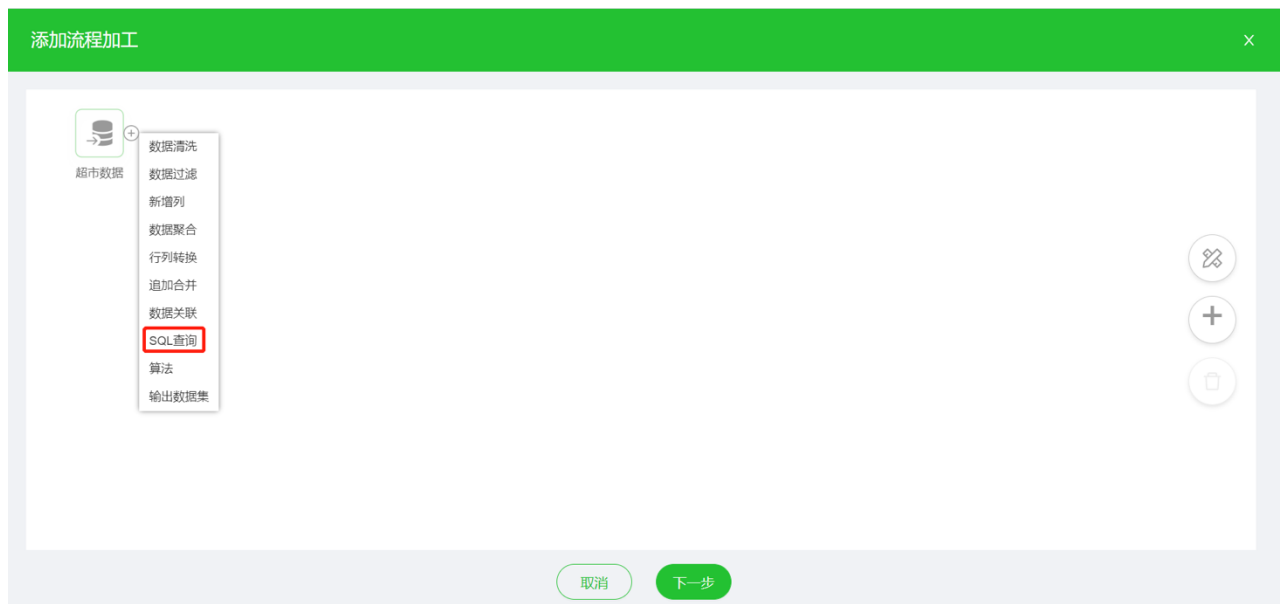 添加流程加工
X
超市数据
数据清洗
数据过滤
新增列
数据聚合
行列转换
追加合并
数据关联
SQL查询
算法
输出数据集
取消
下一步